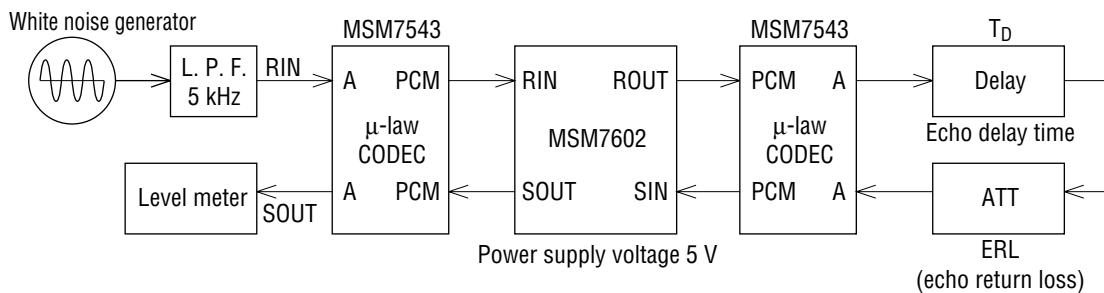 White noise generator
L. P. F.
5 kHz
RIN
MSM7543
A PCM
μ-law
CODEC
A PCM
RIN ROUT
MSM7602
SOUT SIN
Power supply voltage 5 V
MSM7543
PCM A
μ-law
CODEC
PCM A
TD
Delay
Echo delay time
Level meter
SOUT
ATT
ERL
(echo return loss)